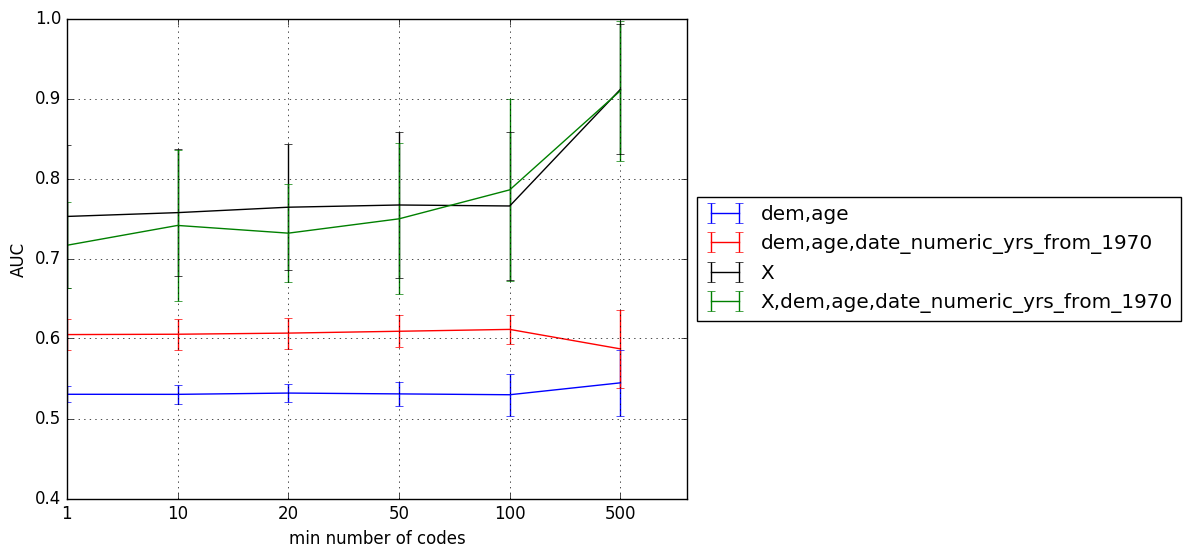 1.0
0.9
0.8
0.7
0.6
0.5
0.4
AUC
1 10 20 50 100 500
min number of codes
dem,age
dem,age,date_numeric_yrs_from_1970
X
X,dem,age,date_numeric_yrs_from_1970